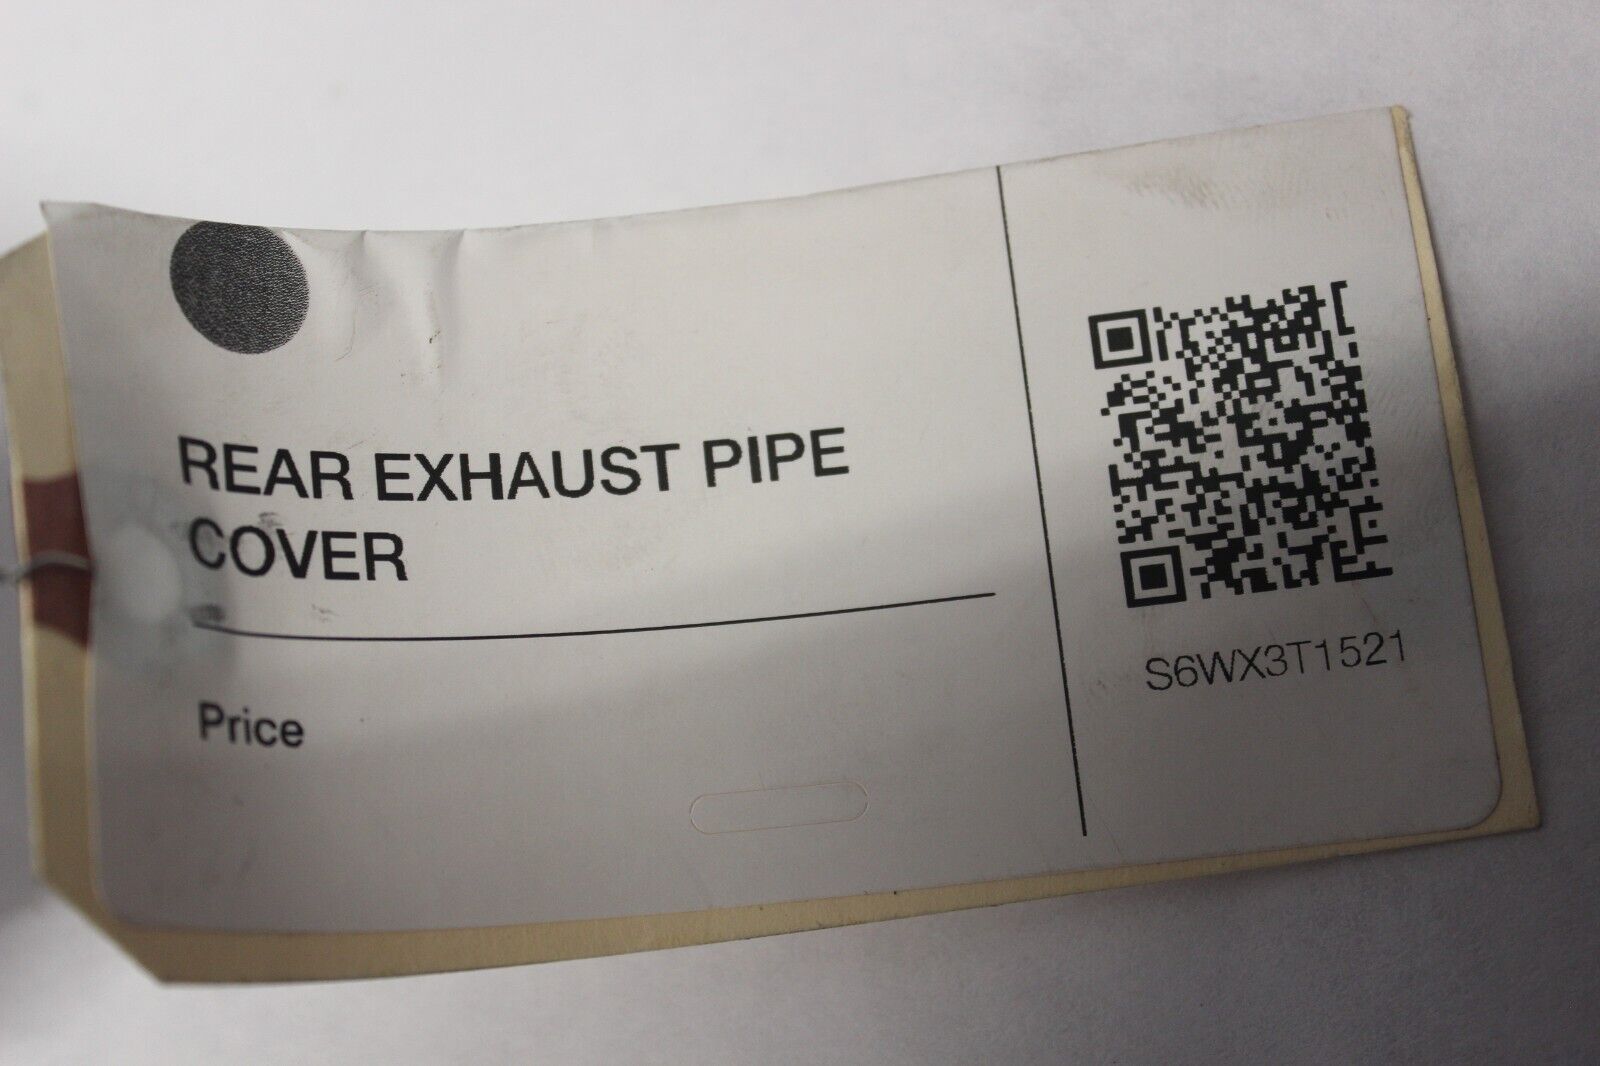 REAR EXHAUST PIPE
COVER
Price
S6WX3T1521